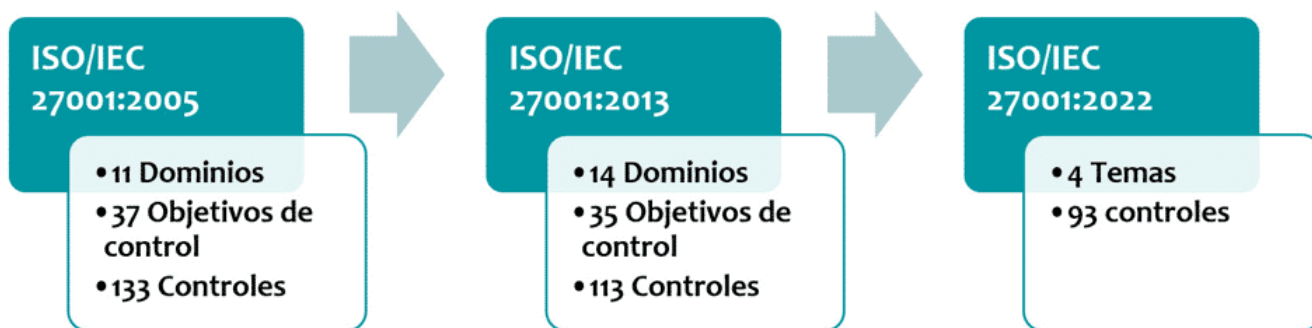 ISO/IEC
27001:2005
• 11 Dominios
• 37 Objetivos de
control
• 133 Controles
ISO/IEC
27001:2013
• 14 Dominios
• 35 Objetivos de
control
• 113 Controles
ISO/IEC
27001:2022
• 4 Temas
• 93 controles